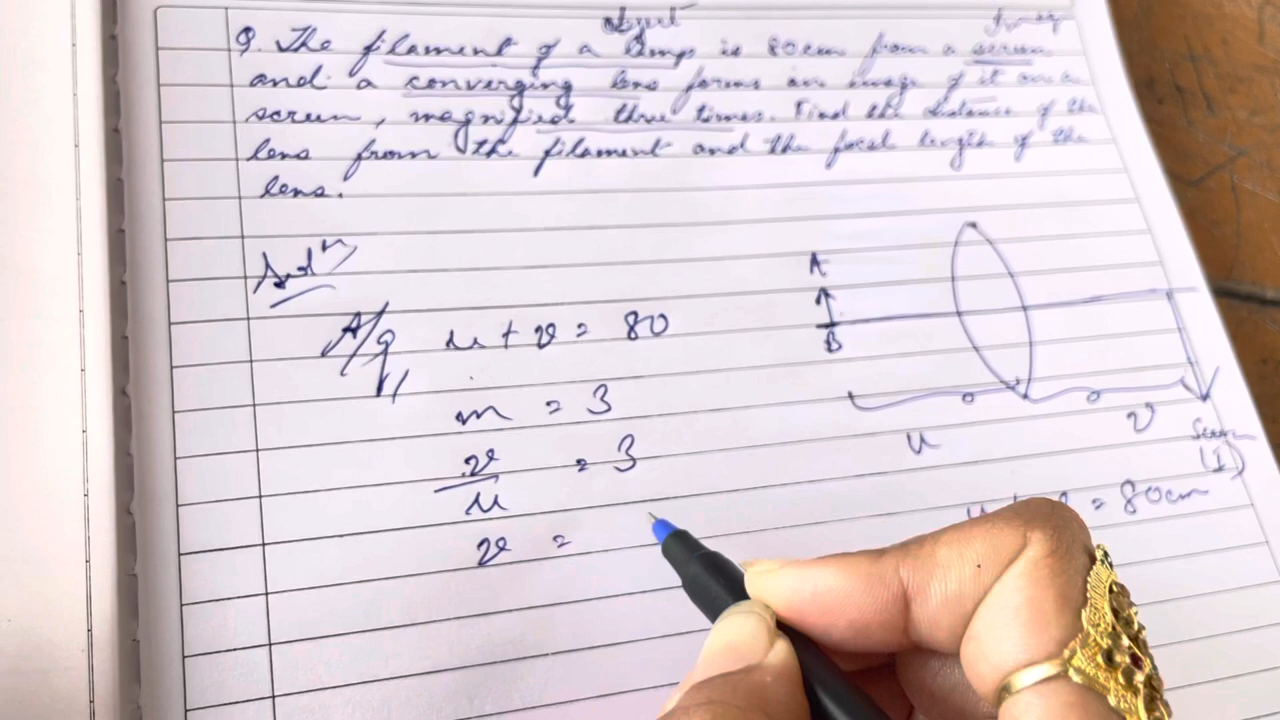 Object Image
Q. The filament of a lamp is 80cm from a screen
and a converging lens forms an image of it on a
screen, magnified three times. Find the distance of the
lens from the filament and the focal length of the
lens.
Solⁿ
A/q, u + v = 80
m = 3
v/u = 3
v =
A
B
u
v
Screen
(I)
= 80cm